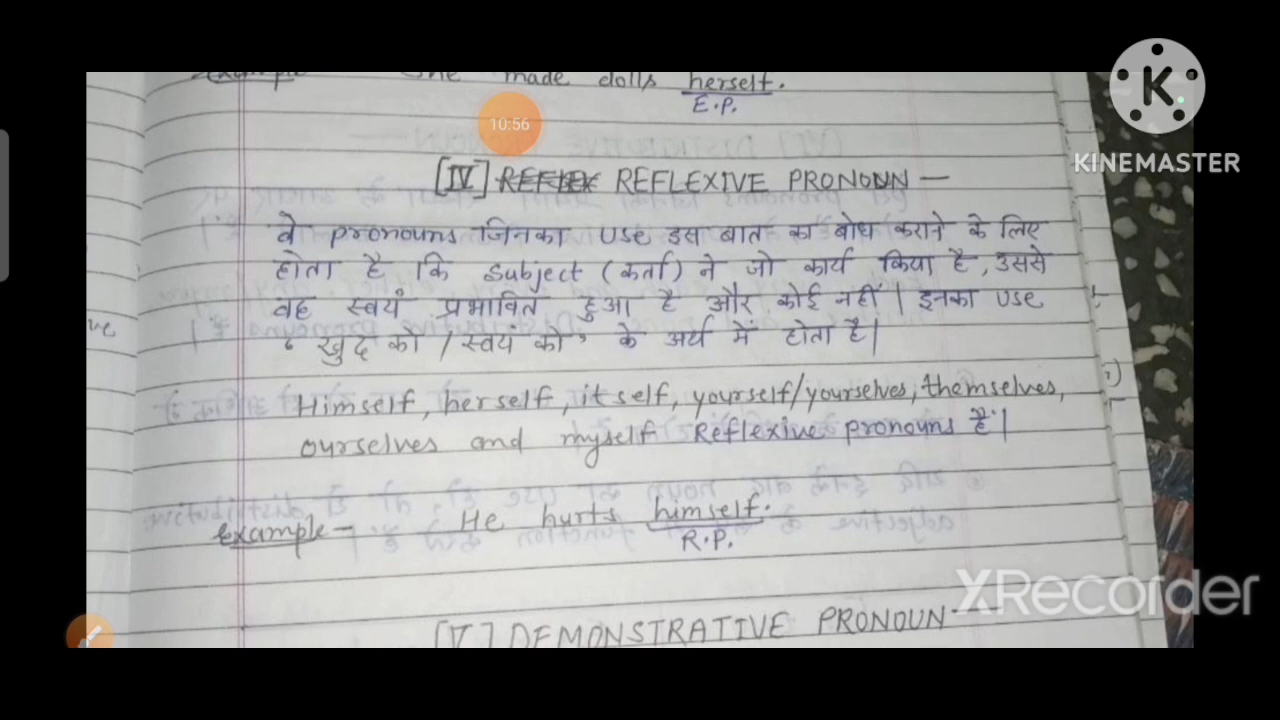 example made dolls herself.
E.P.
10:56
KINEMASTER
[IV] REFLEXIVE PRONOUN —
वे pronouns जिनका use इस बात का बोध कराने के लिए
होता है कि subject (कर्ता) ने जो कार्य किया है, उससे
वह स्वयं प्रभावित हुआ है और कोई नहीं। इनका use
' खुद को / स्वयं को ' के अर्थ में होता है।
Himself, herself, itself, yourself/yourselves, themselves,
ourselves and myself Reflexive pronouns हैं।
example - He hurts himself.
R.P.
XRecorder
[V] DEMONSTRATIVE PRONOUN